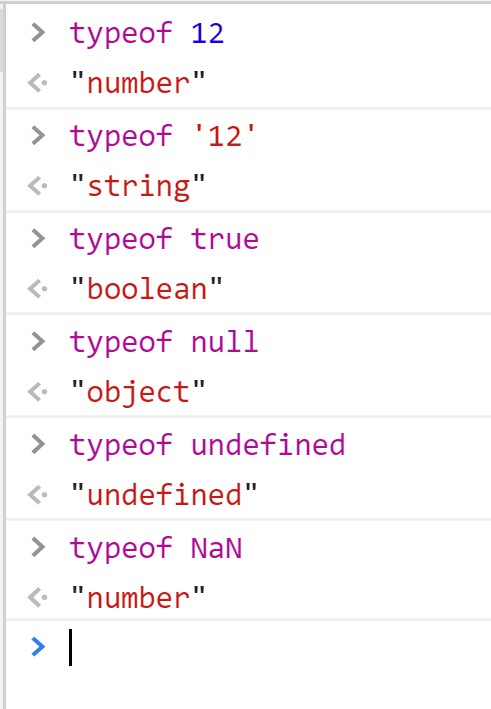 > typeof 12
<· "number"
> typeof '12'
<· "string"
> typeof true
<· "boolean"
> typeof null
<· "object"
> typeof undefined
<· "undefined"
> typeof NaN
<· "number"
>